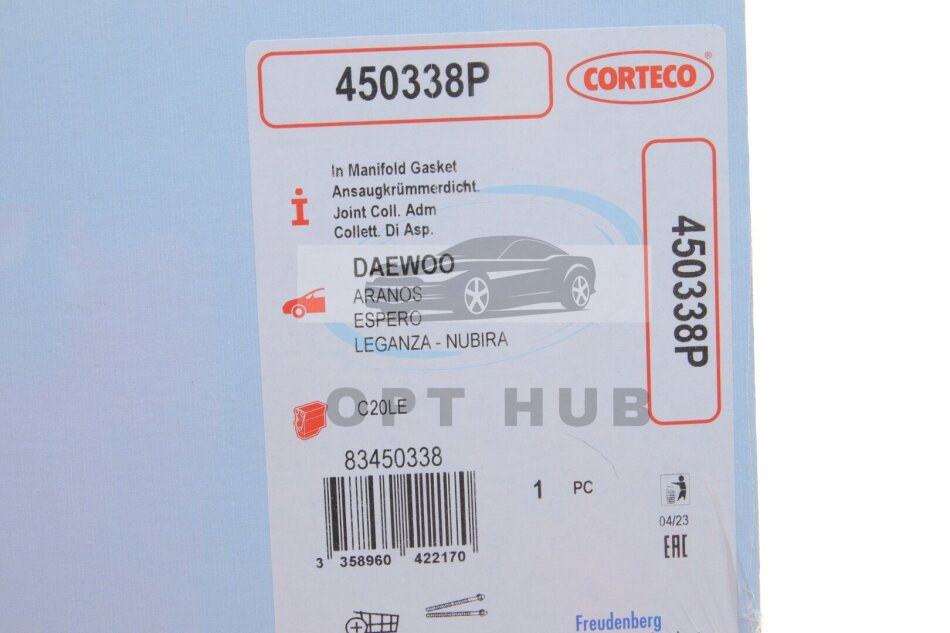 450338P
CORTECO®
In Manifold Gasket
Ansaugkrümmerdicht.
Joint Coll. Adm
Collett. Di Asp.
DAEWOO
ARANOS
ESPERO
LEGANZA - NUBIRA
450338P
OPT HUB
C20LE
83450338
1 PC
3 358960 422170
04/23
EAC
Freudenberg